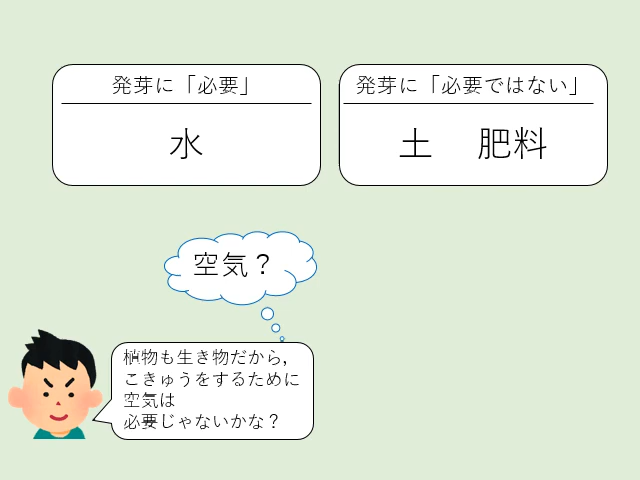 発芽に「必要」
水
発芽に「必要ではない」
土　肥料
空気？
植物も生き物だから,
こきゅうをするために
空気は
必要じゃないかな？